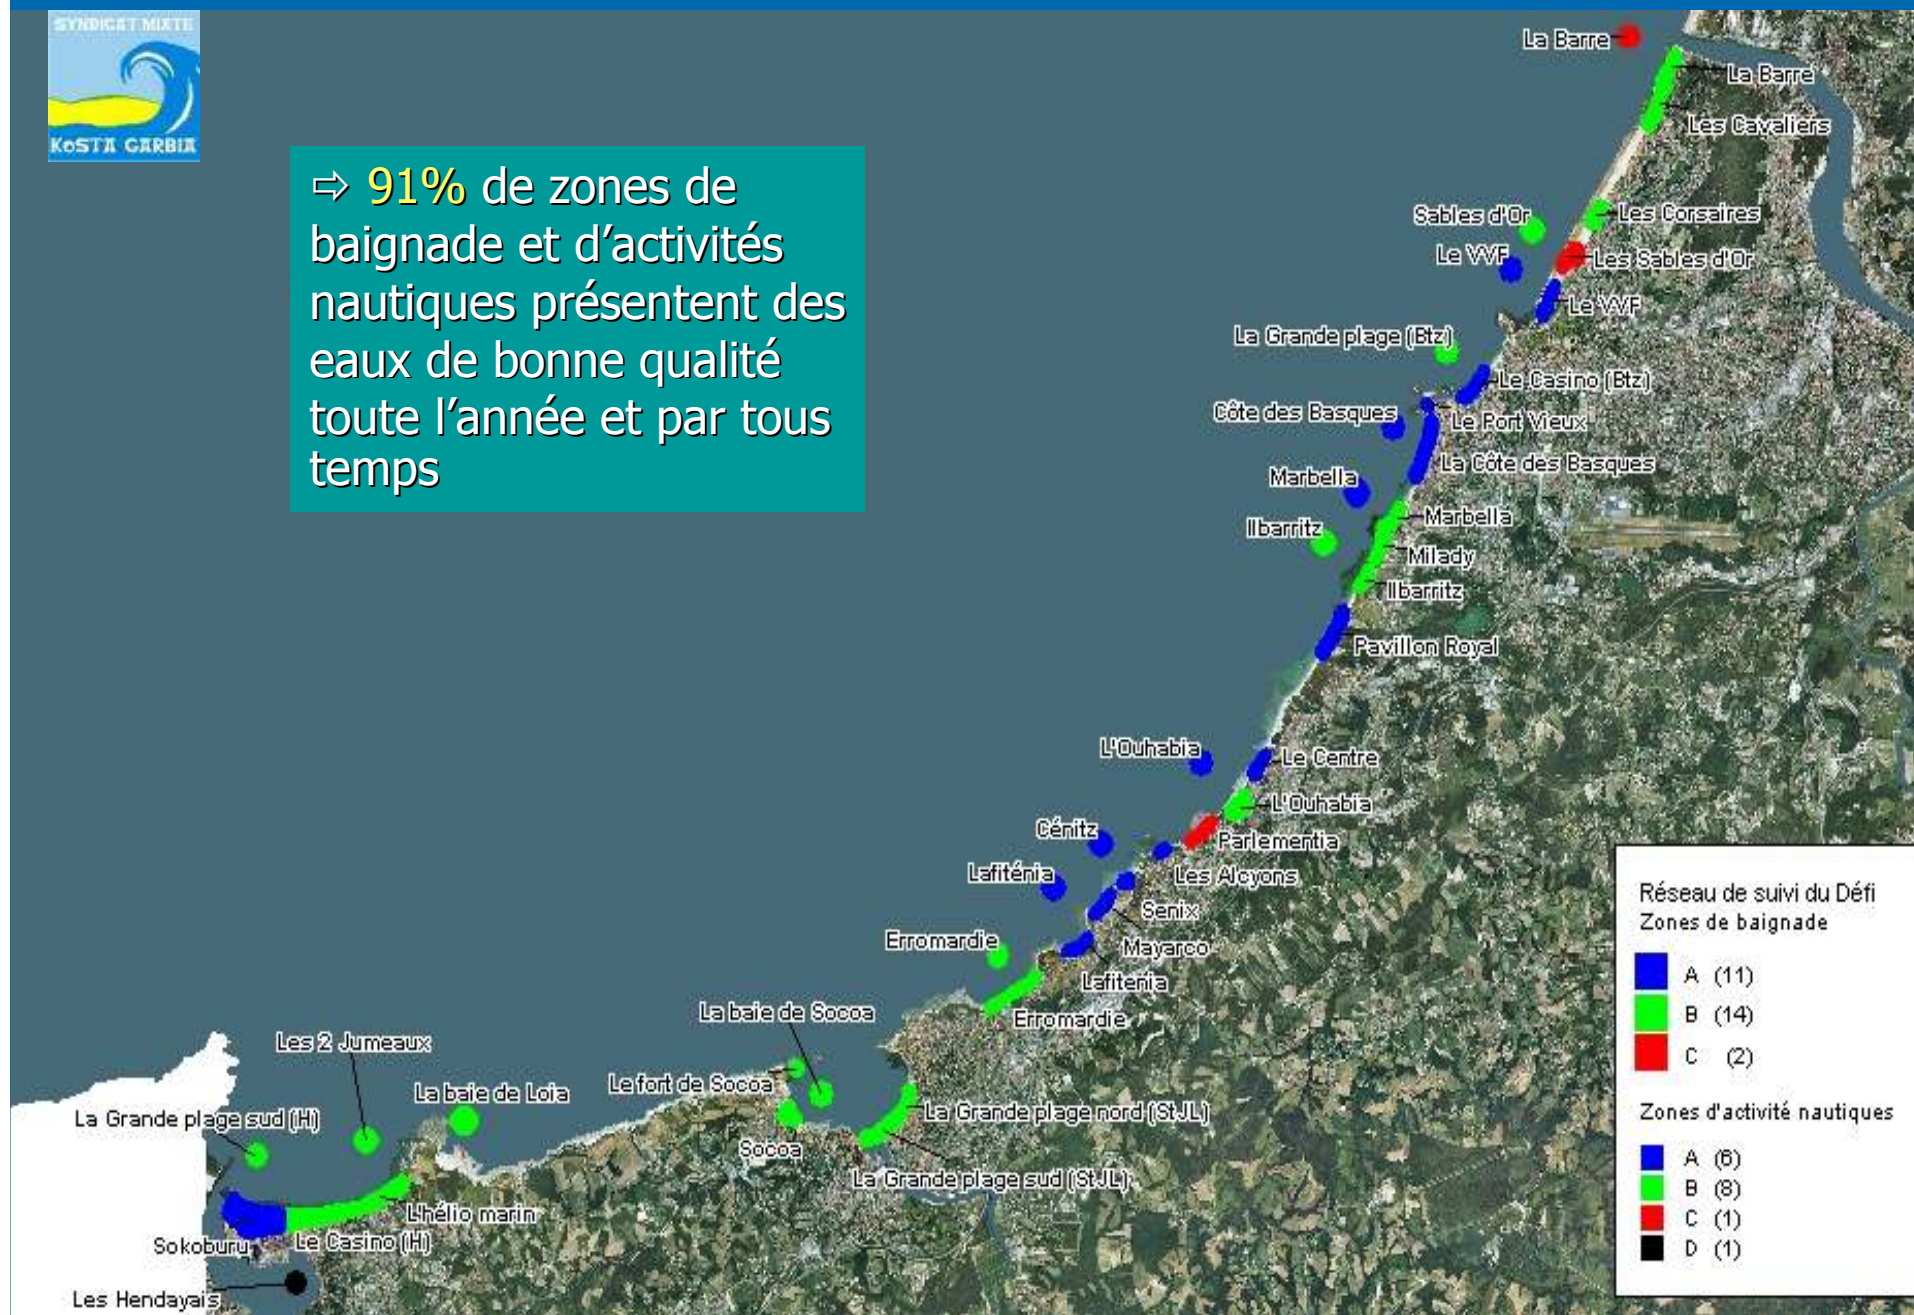 SYNDICAT MIXTE
KOSTA GARBIA
⇨ 91% de zones de
baignade et d’activités
nautiques présentent des
eaux de bonne qualité
toute l’année et par tous
temps
La Barre
La Barre
Les Cavaliers
Sables d'Or
Les Corsaires
Le VVF
Les Sables d'Or
Le VVF
La Grande plage (Btz)
Le Casino (Btz)
Côte des Basques
Le Port Vieux
La Côte des Basques
Marbella
Marbella
Ilbarritz
Milady
Ilbarritz
Pavillon Royal
L'Ouhabia
Le Centre
L'Ouhabia
Cénitz
Parlementia
Lafiténia
Les Alcyons
Senix
Erromardie
Mayarco
Lafitenia
La baie de Socoa
Erromardie
Les 2 Jumeaux
Le fort de Socoa
La baie de Loia
La Grande plage sud (H)
La Grande plage nord (StJL)
Socoa
La Grande plage sud (StJL)
L'hélio marin
Sokoburu
Le Casino (H)
Les Hendayais
Réseau de suivi du Défi
Zones de baignade
A (11)
B (14)
C (2)
Zones d'activité nautiques
A (6)
B (8)
C (1)
D (1)